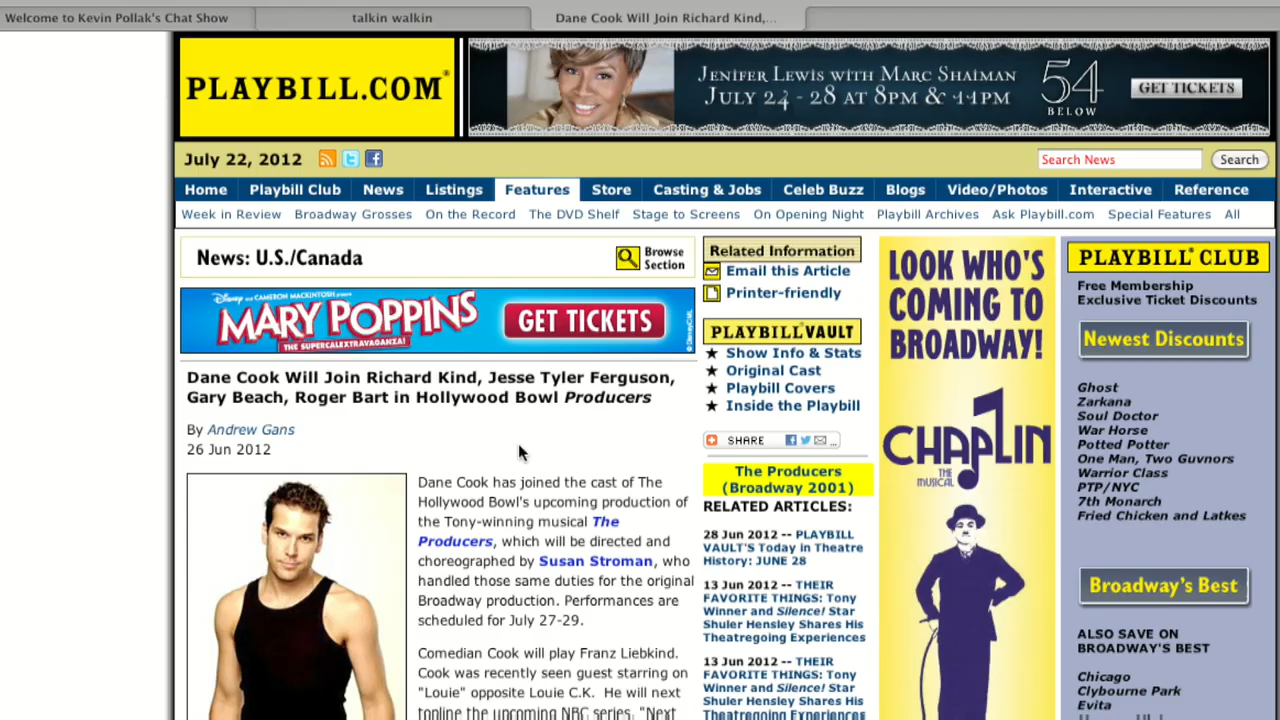 Welcome to Kevin Pollak's Chat Show
talkin walkin
Dane Cook Will Join Richard Kind,...
PLAYBILL.COM®
JENIFER LEWIS WITH MARC SHAIMAN
JULY 24 - 28 AT 8PM & 11PM
54
BELOW
GET TICKETS
July 22, 2012
Search News
Search
Home
Playbill Club
News
Listings
Features
Store
Casting & Jobs
Celeb Buzz
Blogs
Video/Photos
Interactive
Reference
Week in Review
Broadway Grosses
On the Record
The DVD Shelf
Stage to Screens
On Opening Night
Playbill Archives
Ask Playbill.com
Special Features
All
News: U.S./Canada
Browse
Section
Disney AND CAMERON MACKINTOSH
MARY POPPINS
THE SUPERCALEXTRAVAGANZA!
GET TICKETS
Dane Cook Will Join Richard Kind, Jesse Tyler Ferguson,
Gary Beach, Roger Bart in Hollywood Bowl Producers
By Andrew Gans
26 Jun 2012
Dane Cook has joined the cast of The
Hollywood Bowl's upcoming production of
the Tony-winning musical The
Producers, which will be directed and
choreographed by Susan Stroman, who
handled those same duties for the original
Broadway production. Performances are
scheduled for July 27-29.
Comedian Cook will play Franz Liebkind.
Cook was recently seen guest starring on
"Louie" opposite Louie C.K. He will next
topline the upcoming NBC series, "Next
Related Information
Email this Article
Printer-friendly
PLAYBILL® VAULT
★ Show Info & Stats
★ Original Cast
★ Playbill Covers
★ Inside the Playbill
SHARE
...
The Producers
(Broadway 2001)
RELATED ARTICLES:
28 Jun 2012 -- PLAYBILL
VAULT'S Today in Theatre
History: JUNE 28
13 Jun 2012 -- THEIR
FAVORITE THINGS: Tony
Winner and Silence! Star
Shuler Hensley Shares His
Theatregoing Experiences
13 Jun 2012 -- THEIR
FAVORITE THINGS: Tony
Winner and Silence! Star
Shuler Hensley Shares His
Theatregoing Experiences
LOOK WHO'S
COMING TO
BROADWAY!
CHAPLIN
THE
MUSICAL
PLAYBILL® CLUB
Free Membership
Exclusive Ticket Discounts
Newest Discounts
Ghost
Zarkana
Soul Doctor
War Horse
Potted Potter
One Man, Two Guvnors
Warrior Class
PTP/NYC
7th Monarch
Fried Chicken and Latkes
Broadway's Best
ALSO SAVE ON
BROADWAY'S BEST
Chicago
Clybourne Park
Evita